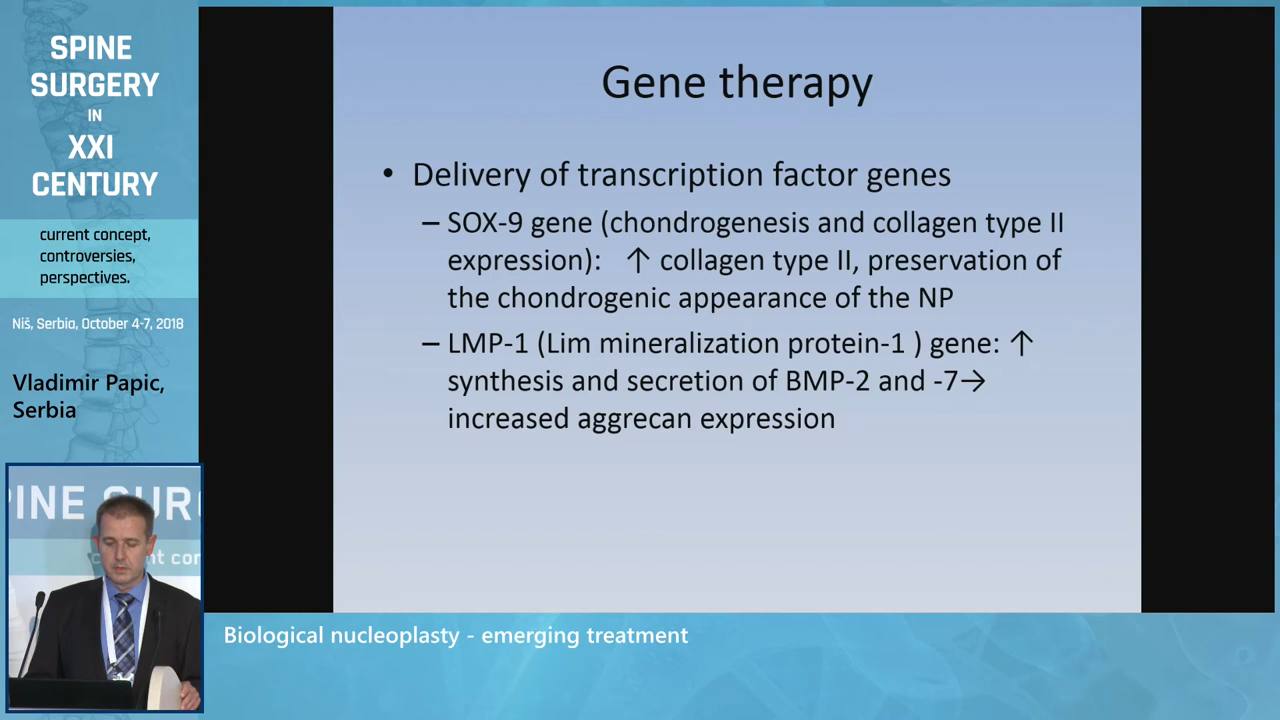 SPINE
SURGERY
IN
XXI
CENTURY
current concept,
controversies,
perspectives.
Niš, Serbia, October 4-7, 2018
Vladimir Papic,
Serbia
Gene therapy
• Delivery of transcription factor genes
– SOX-9 gene (chondrogenesis and collagen type II
expression): ↑ collagen type II, preservation of
the chondrogenic appearance of the NP
– LMP-1 (Lim mineralization protein-1 ) gene: ↑
synthesis and secretion of BMP-2 and -7→
increased aggrecan expression
PINE SUR
nt con
Biological nucleoplasty - emerging treatment